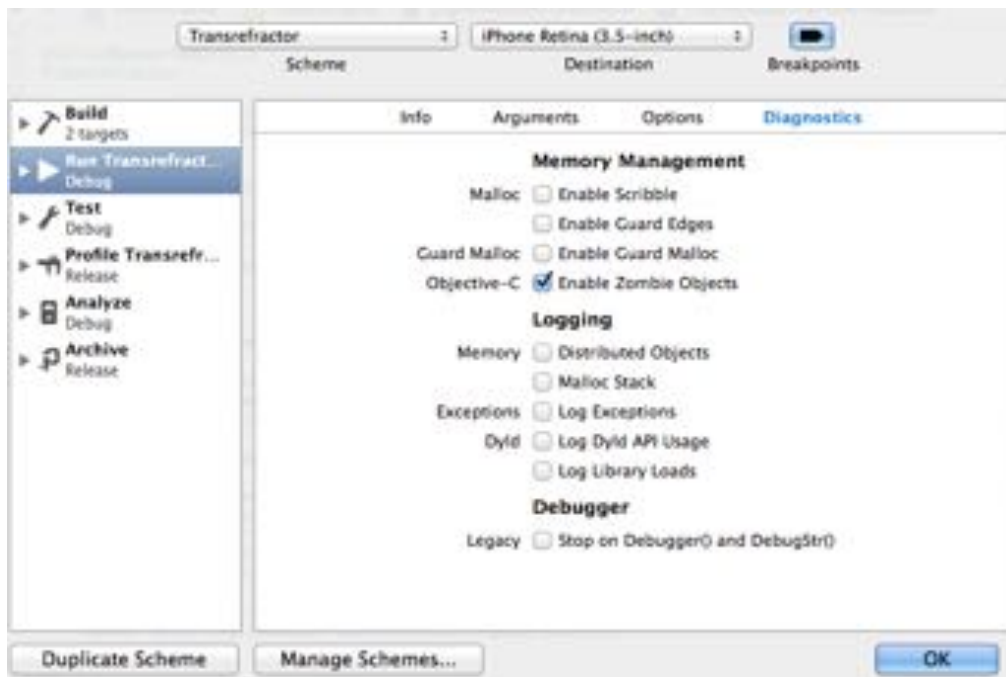 Transrefractor
iPhone Retina (3.5-inch)
Scheme
Destination
Breakpoints
Build
2 targets
Run Transrefract...
Debug
Test
Debug
Profile Transrefr...
Release
Analyze
Debug
Archive
Release
Info Arguments Options Diagnostics
Memory Management
Malloc Enable Scribble
Enable Guard Edges
Guard Malloc Enable Guard Malloc
Objective-C Enable Zombie Objects
Logging
Memory Distributed Objects
Malloc Stack
Exceptions Log Exceptions
Dyld Log Dyld API Usage
Log Library Loads
Debugger
Legacy Stop on Debugger() and DebugStr()
Duplicate Scheme
Manage Schemes...
OK